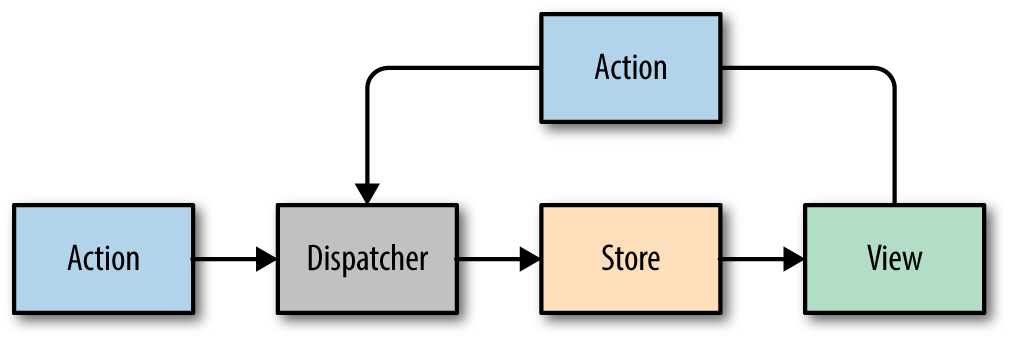 Action
Action
Dispatcher
Store
View